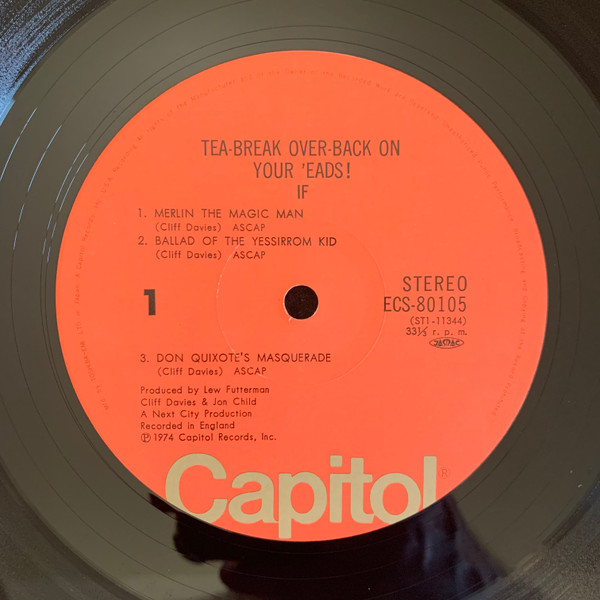 TEA-BREAK OVER-BACK ON
YOUR 'EADS!
IF
1. MERLIN THE MAGIC MAN
(Cliff Davies) ASCAP
2. BALLAD OF THE YESSIRROM KID
(Cliff Davies) ASCAP
1
STEREO
ECS-80105
(ST1-11344)
33⅓ r. p. m.
JASRAC
3. DON QUIXOTE'S MASQUERADE
(Cliff Davies) ASCAP
Produced by Lew Futterman
Cliff Davies & Jon Child
A Next City Production
Recorded in England
℗ 1974 Capitol Records, Inc.
Capitol®